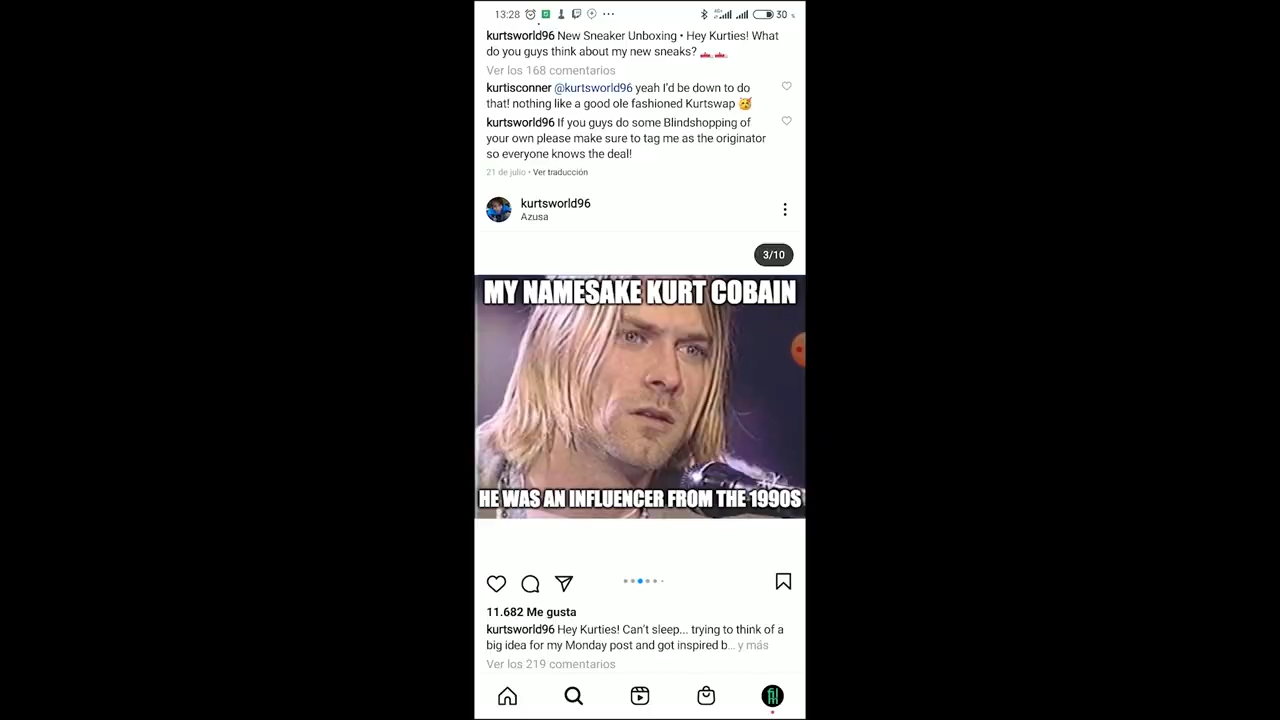 13:28
4G+
30 %
kurtsworld96 New Sneaker Unboxing • Hey Kurties! What
do you guys think about my new sneaks?
Ver los 168 comentarios
kurtisconner @kurtsworld96 yeah I'd be down to do
that! nothing like a good ole fashioned Kurtswap 🥳
kurtsworld96 If you guys do some Blindshopping of
your own please make sure to tag me as the originator
so everyone knows the deal!
21 de julio • Ver traducción
kurtsworld96
Azusa
3/10
MY NAMESAKE KURT COBAIN
HE WAS AN INFLUENCER FROM THE 1990S
11.682 Me gusta
kurtsworld96 Hey Kurties! Can't sleep... trying to think of a
big idea for my Monday post and got inspired b... y más
Ver los 219 comentarios